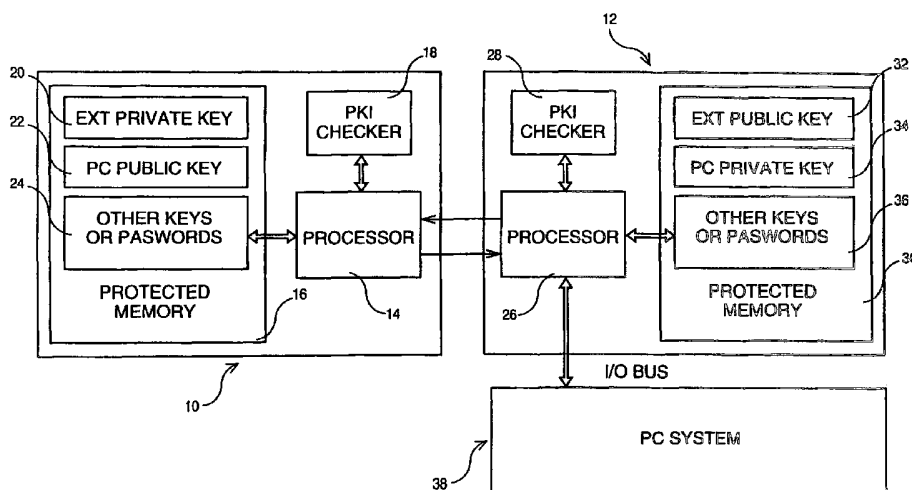 12
18
28
20
32
PKI CHECKER
PKI CHECKER
EXT PRIVATE KEY
EXT PUBLIC KEY
22
34
PC PUBLIC KEY
PC PRIVATE KEY
24
36
OTHER KEYS
OR PASWORDS
PROCESSOR
PROCESSOR
OTHER KEYS
OR PASWORDS
PROTECTED
MEMORY
PROTECTED
MEMORY
30
16
14
26
10
I/O BUS
PC SYSTEM
38